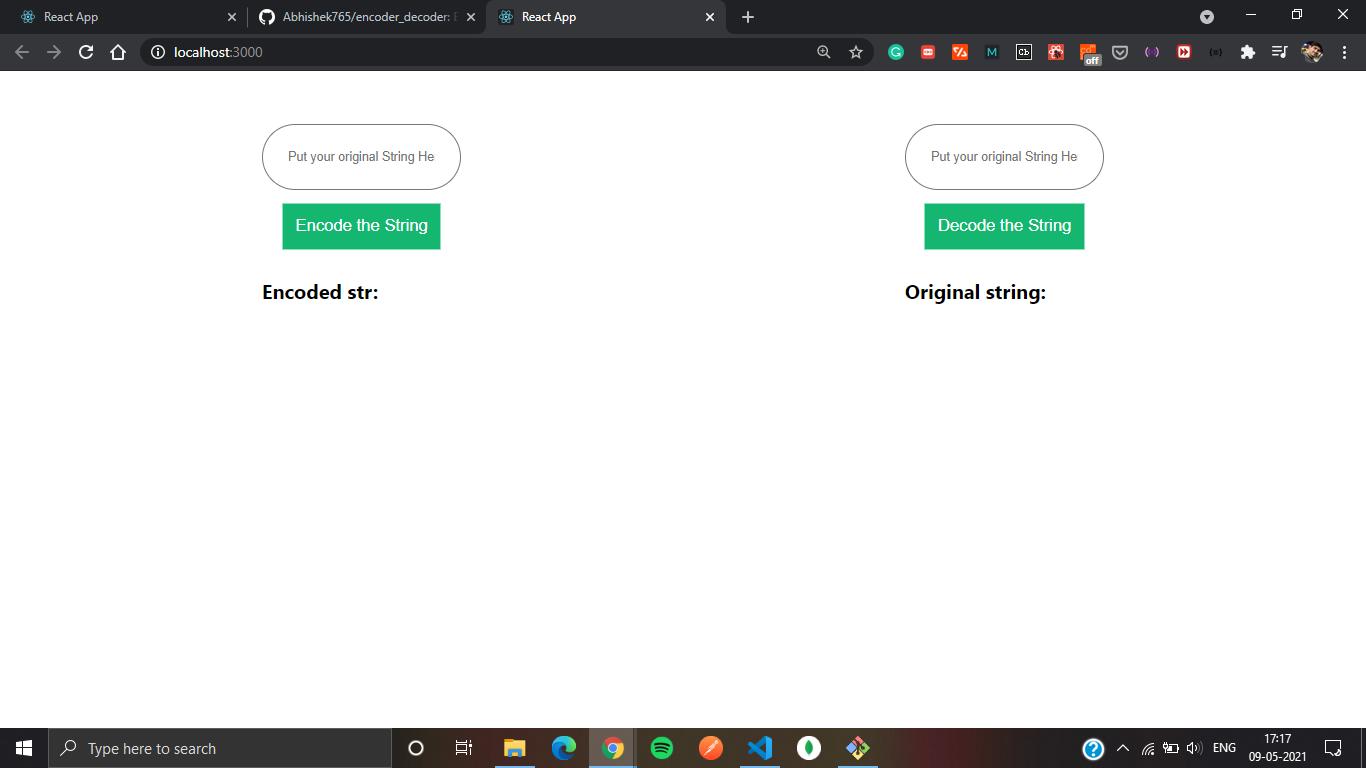 React App
Abhishek765/encoder_decoder: E
React App
localhost:3000
off
Put your original String He
Put your original String He
Encode the String
Decode the String
Encoded str:
Original string:
Type here to search
ENG
17:17
09-05-2021